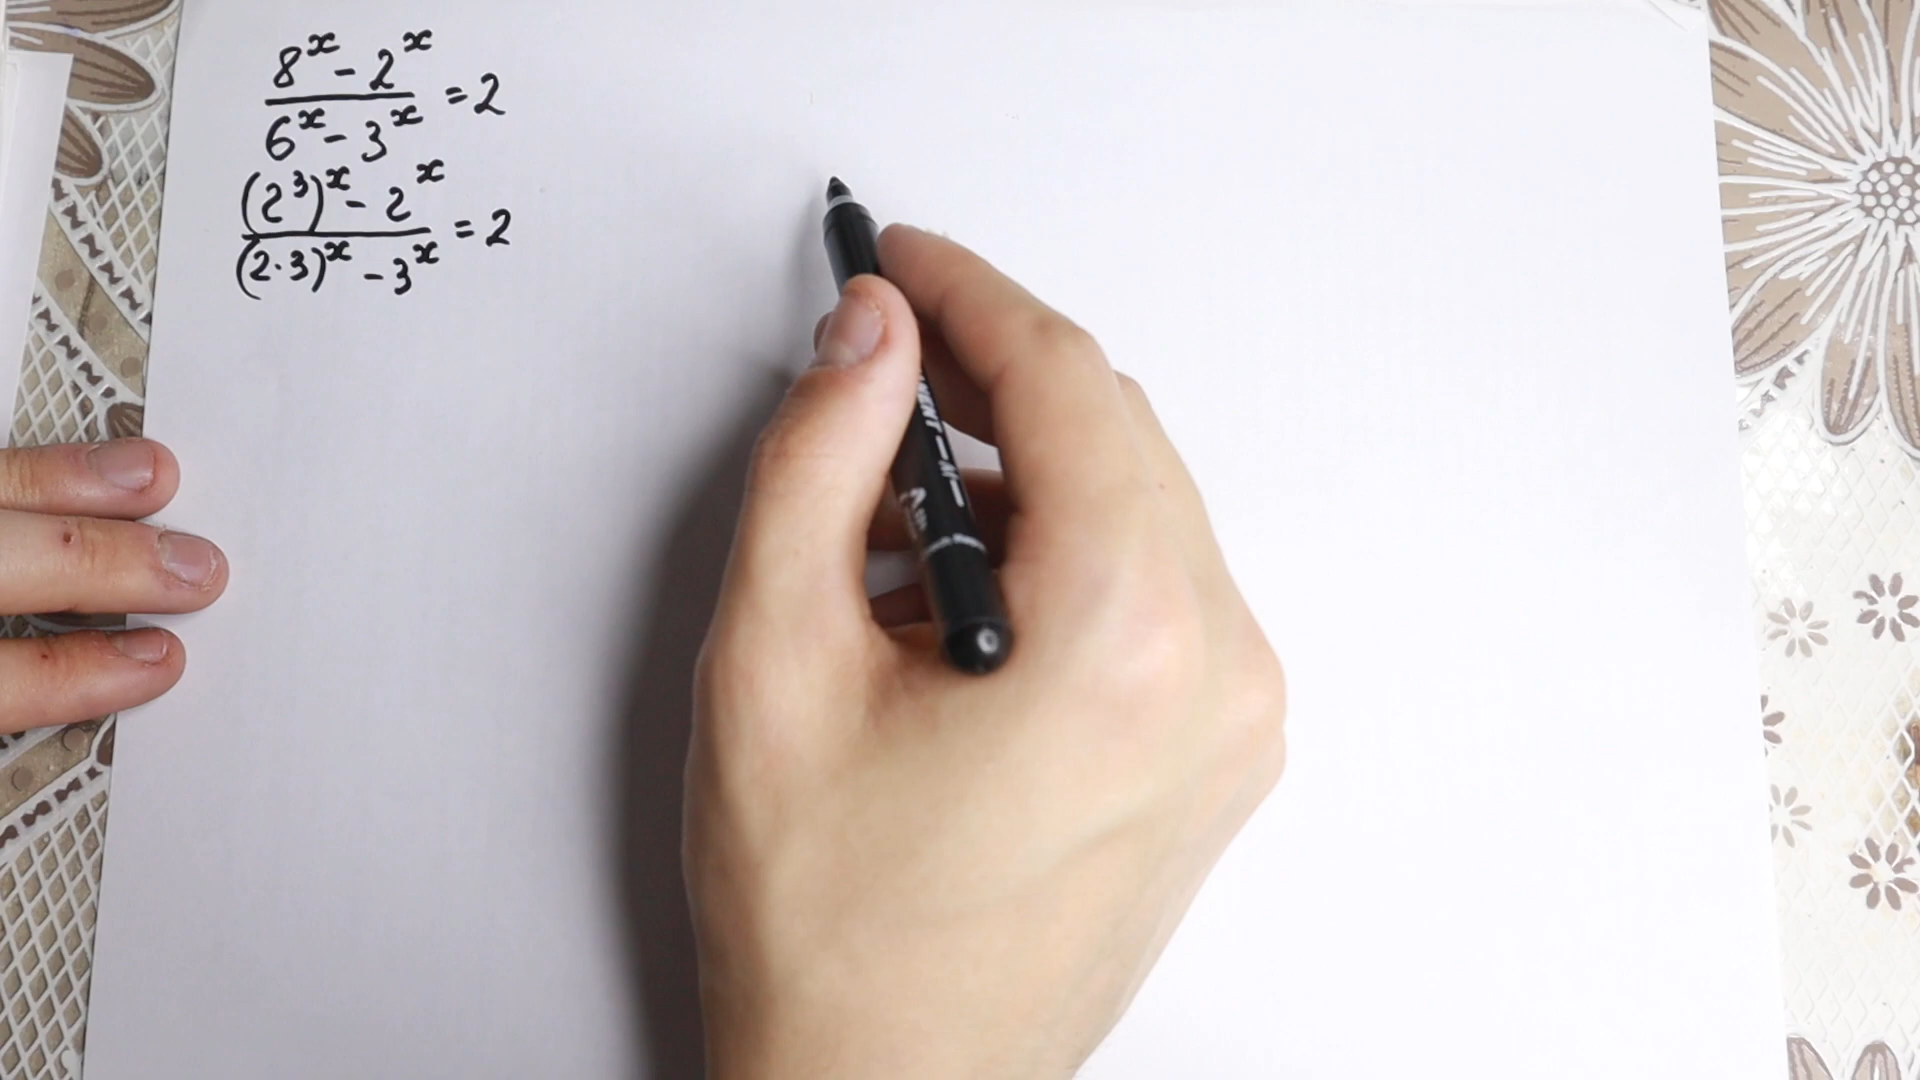 8^x - 2^x
6^x - 3^x = 2
(2^3)^x - 2^x
(2·3)^x - 3^x = 2